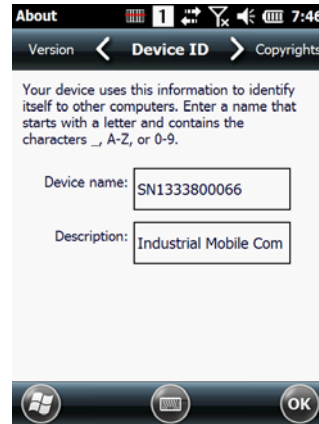 About 1 7:46
Version Device ID Copyrights
Your device uses this information to identify
itself to other computers. Enter a name that
starts with a letter and contains the
characters _, A-Z, or 0-9.
Device name: SN1333800066
Description: Industrial Mobile Com
OK